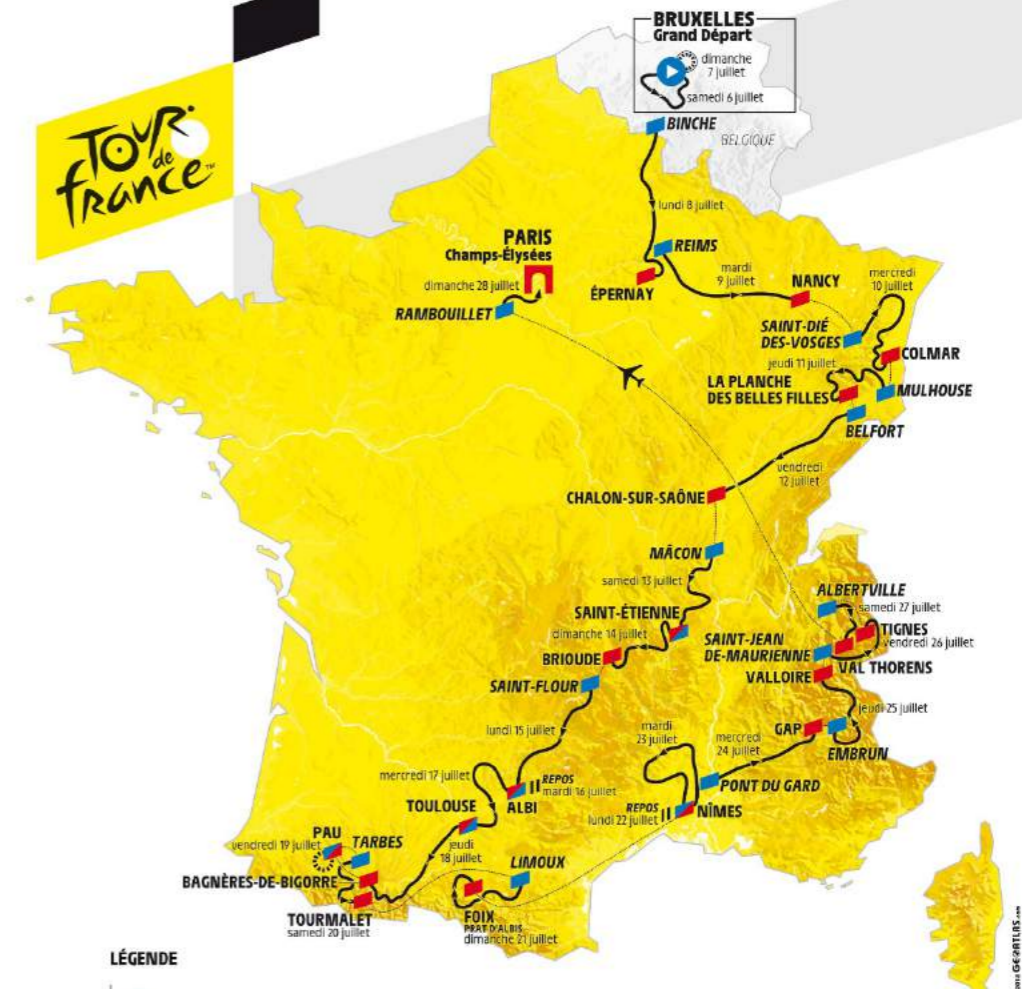 BRUXELLES
Grand Départ
dimanche
7 juillet
samedi 6 juillet
BINCHE
BELGIQUE
TOUR
de
FRANCE™
lundi 8 juillet
REIMS
PARIS
Champs-Élysées
dimanche 28 juillet
RAMBOUILLET
ÉPERNAY
mardi
9 juillet
NANCY
mercredi
10 juillet
SAINT-DIÉ
DES-VOSGES
COLMAR
jeudi 11 juillet
LA PLANCHE
DES BELLES FILLES
MULHOUSE
BELFORT
vendredi
12 juillet
CHALON-SUR-SAÔNE
MÂCON
samedi 13 juillet
ALBERTVILLE
samedi 27 juillet
SAINT-ÉTIENNE
dimanche 14 juillet
BRIOUDE
SAINT-JEAN
DE-MAURIENNE
TIGNES
vendredi 26 juillet
VAL THORENS
VALLOIRE
SAINT-FLOUR
jeudi 25 juillet
lundi 15 juillet
mardi
23 juillet
mercredi
24 juillet
GAP
EMBRUN
mercredi 17 juillet
REPOS
mardi 16 juillet
ALBI
PONT DU GARD
TOULOUSE
REPOS
lundi 22 juillet
NÎMES
PAU
vendredi 19 juillet
TARBES
jeudi
18 juillet
LIMOUX
BAGNÈRES-DE-BIGORRE
TOURMALET
samedi 20 juillet
FOIX
PRAT D'ALBIS
dimanche 21 juillet
LÉGENDE
GEOATLAS.com